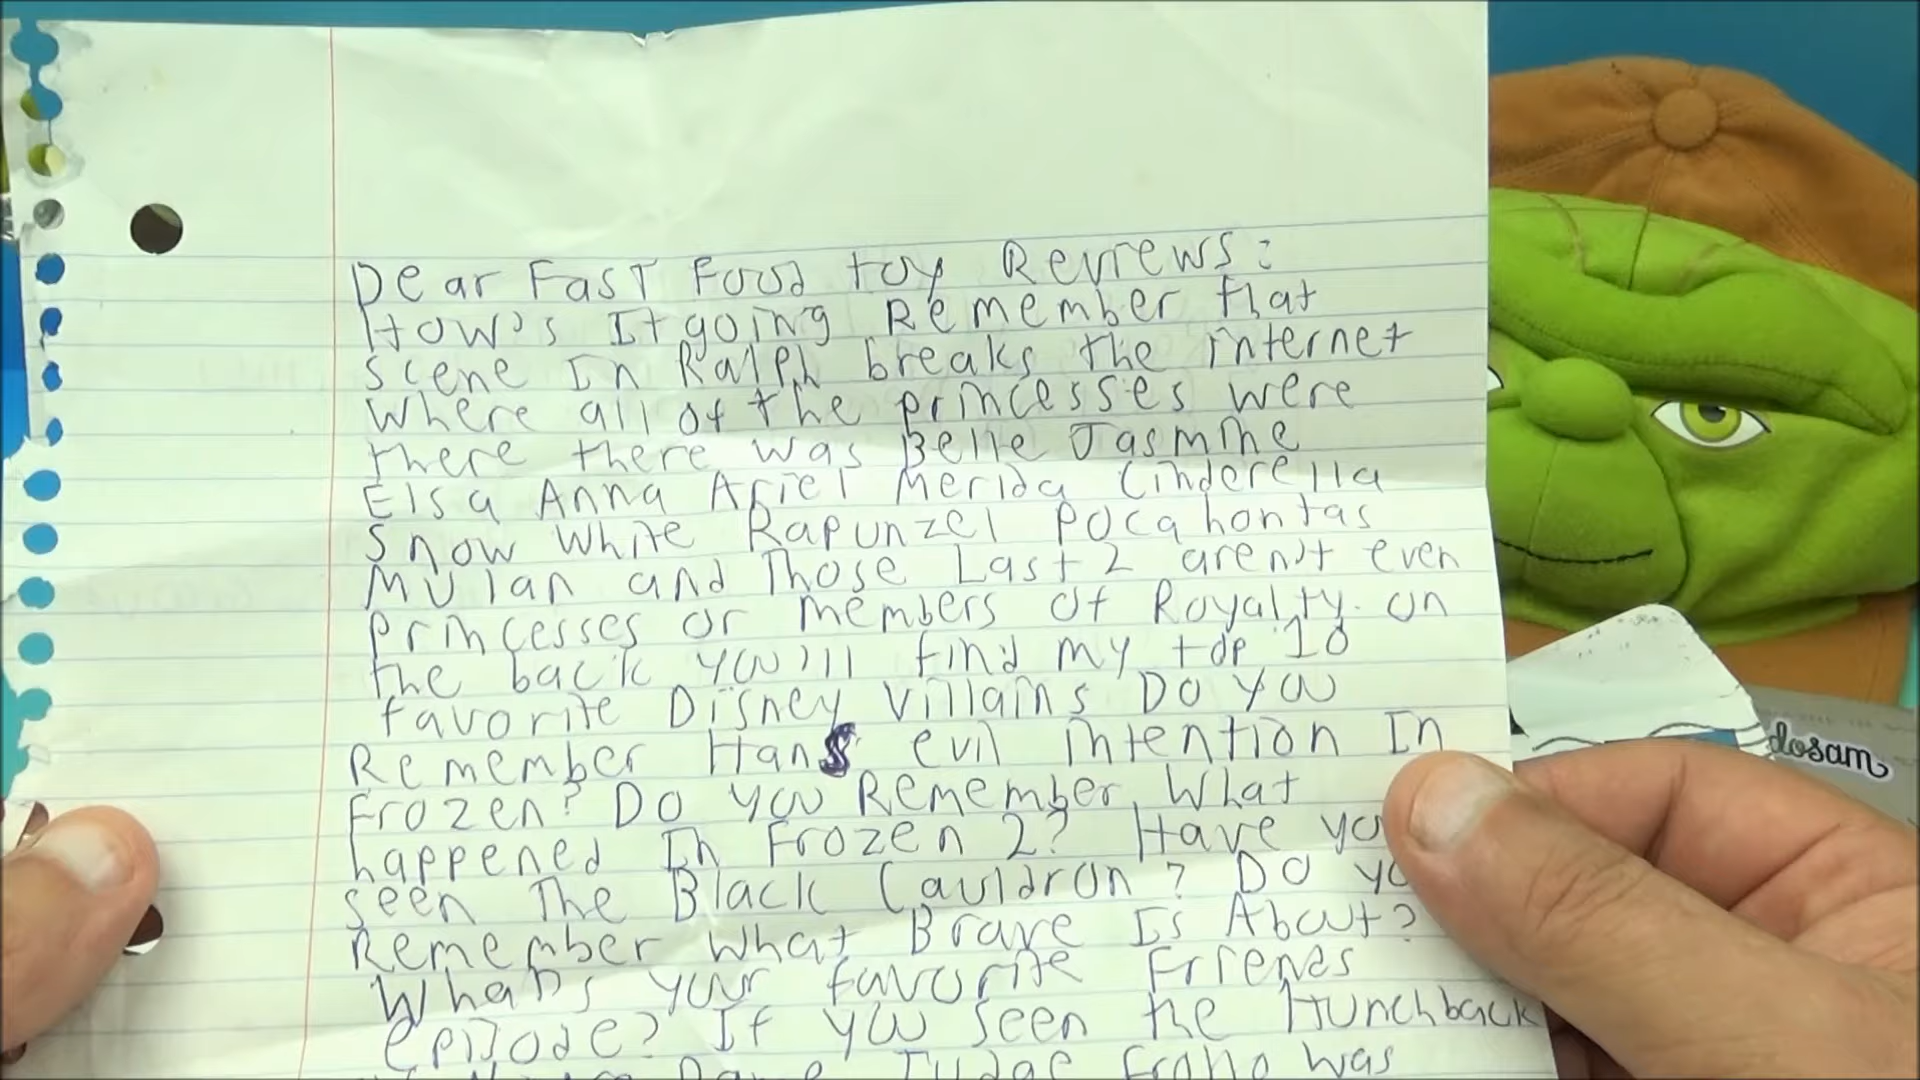 Dear Fast Food toy Reviews:
How's It going Remember that
scene In Ralph breaks the internet
where all of the princesses were
there there was Belle Jasmine
Elsa Anna Ariel Merida Cinderella
Snow White Rapunzel Pocahontas
Mulan and Those Last 2 aren't even
princesses or members of Royalty. on
the back you'll find my top 10
favorite Disney Villains Do you
Remember Hans evil intention In
Frozen? Do you Remember What
happened In Frozen 2? Have you
seen The Black Cauldron? Do yo
Remember what Brave Is About?
What's your favorite Friends
episode? If you seen the Hunchback
Dame Judge Frollo was
dosam